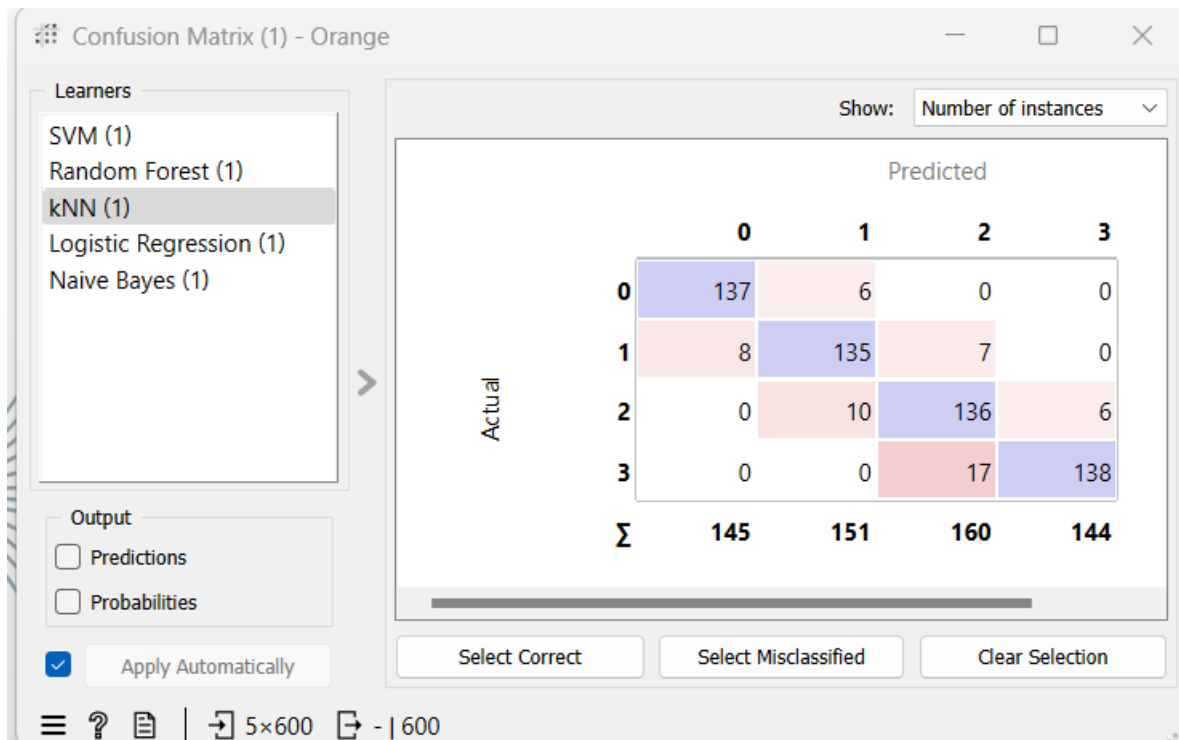 Confusion Matrix (1) - Orange
Learners
SVM (1)
Random Forest (1)
kNN (1)
Logistic Regression (1)
Naive Bayes (1)
Output
Predictions
Probabilities
Apply Automatically
Show: Number of instances
Predicted
0 1 2 3
Actual
0 137 6 0 0
1 8 135 7 0
2 0 10 136 6
3 0 0 17 138
Σ 145 151 160 144
Select Correct Select Misclassified Clear Selection
5×600 - | 600